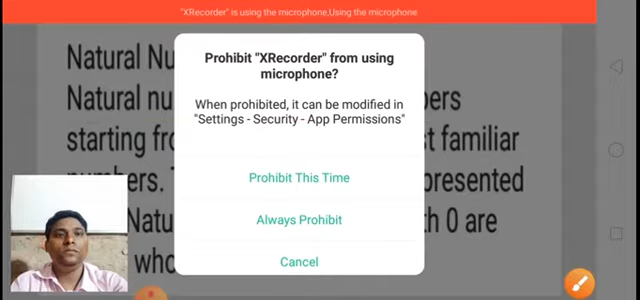 "XRecorder" is using the microphone,Using the microphone
Natural Nu
Prohibit "XRecorder" from using
microphone?
Natural nu
bers
When prohibited, it can be modified in
"Settings - Security - App Permissions"
starting fro
t familiar
Prohibit This Time
numbers. T
presented
Always Prohibit
Natu
th 0 are
Cancel
who